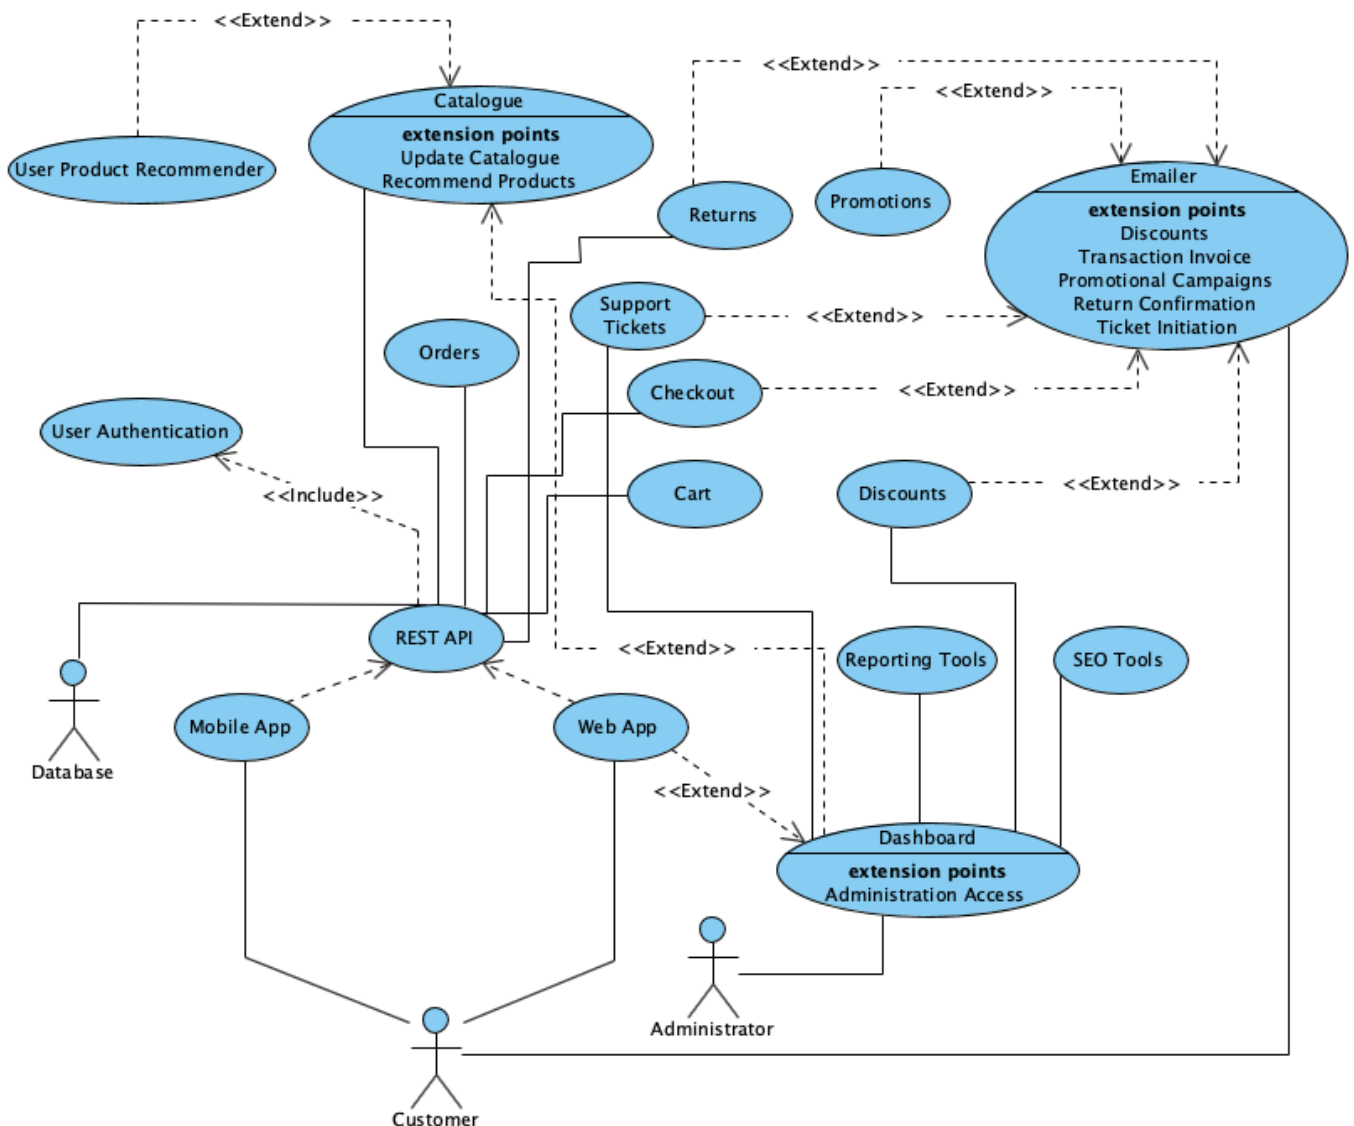 <<Extend>>
<<Extend>>
<<Extend>>
Catalogue
extension points
Update Catalogue
Recommend Products
User Product Recommender
Returns
Promotions
Emailer
extension points
Discounts
Transaction Invoice
Promotional Campaigns
Return Confirmation
Ticket Initiation
Support
Tickets
<<Extend>>
Orders
Checkout
<<Extend>>
User Authentication
<<Include>>
Cart
Discounts
<<Extend>>
REST API
<<Extend>>
Reporting Tools
SEO Tools
Mobile App
Web App
Database
<<Extend>>
Dashboard
extension points
Administration Access
Administrator
Customer